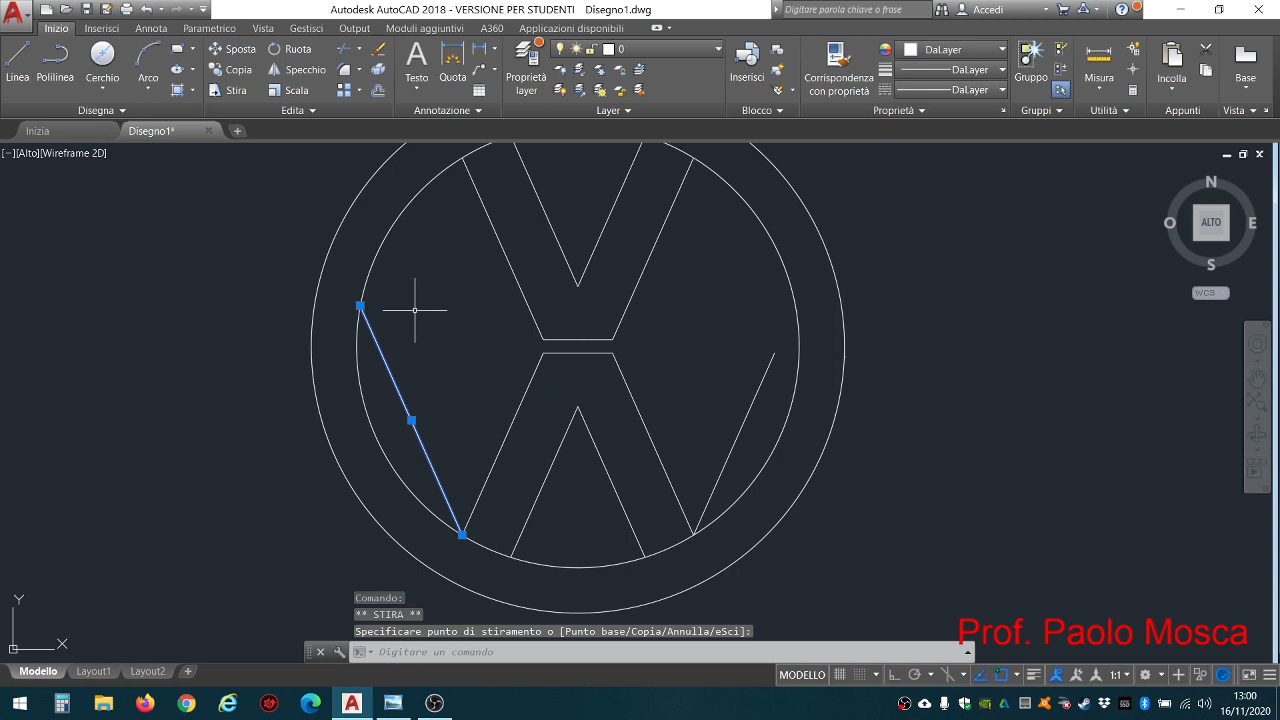 Autodesk AutoCAD 2018 - VERSIONE PER STUDENTI Disegno1.dwg
Digitare parola chiave o frase
Accedi
Inizio Inserisci Annota Parametrico Vista Gestisci Output Moduli aggiuntivi A360 Applicazioni disponibili
Linea Polilinea Cerchio Arco
Sposta Ruota
Copia Specchio
Stira Scala
Testo Quota
Proprietà layer
0
Inserisci
Corrispondenza con proprietà
DaLayer
DaLayer
DaLayer
Gruppo
Misura
Incolla
Base
Disegna Edita Annotazione Layer Blocco Proprietà Gruppi Utilità Appunti Vista
Inizia Disegno1*
[−][Alto][Wireframe 2D]
N
O ALTO E
S
WCS
Comando:
** STIRA **
Specificare punto di stiramento o [Punto base/Copia/Annulla/eSci]:
Digitare un comando
Prof. Paolo Mosca
Y
X
Modello Layout1 Layout2 +
MODELLO
1:1
13:00
16/11/2020